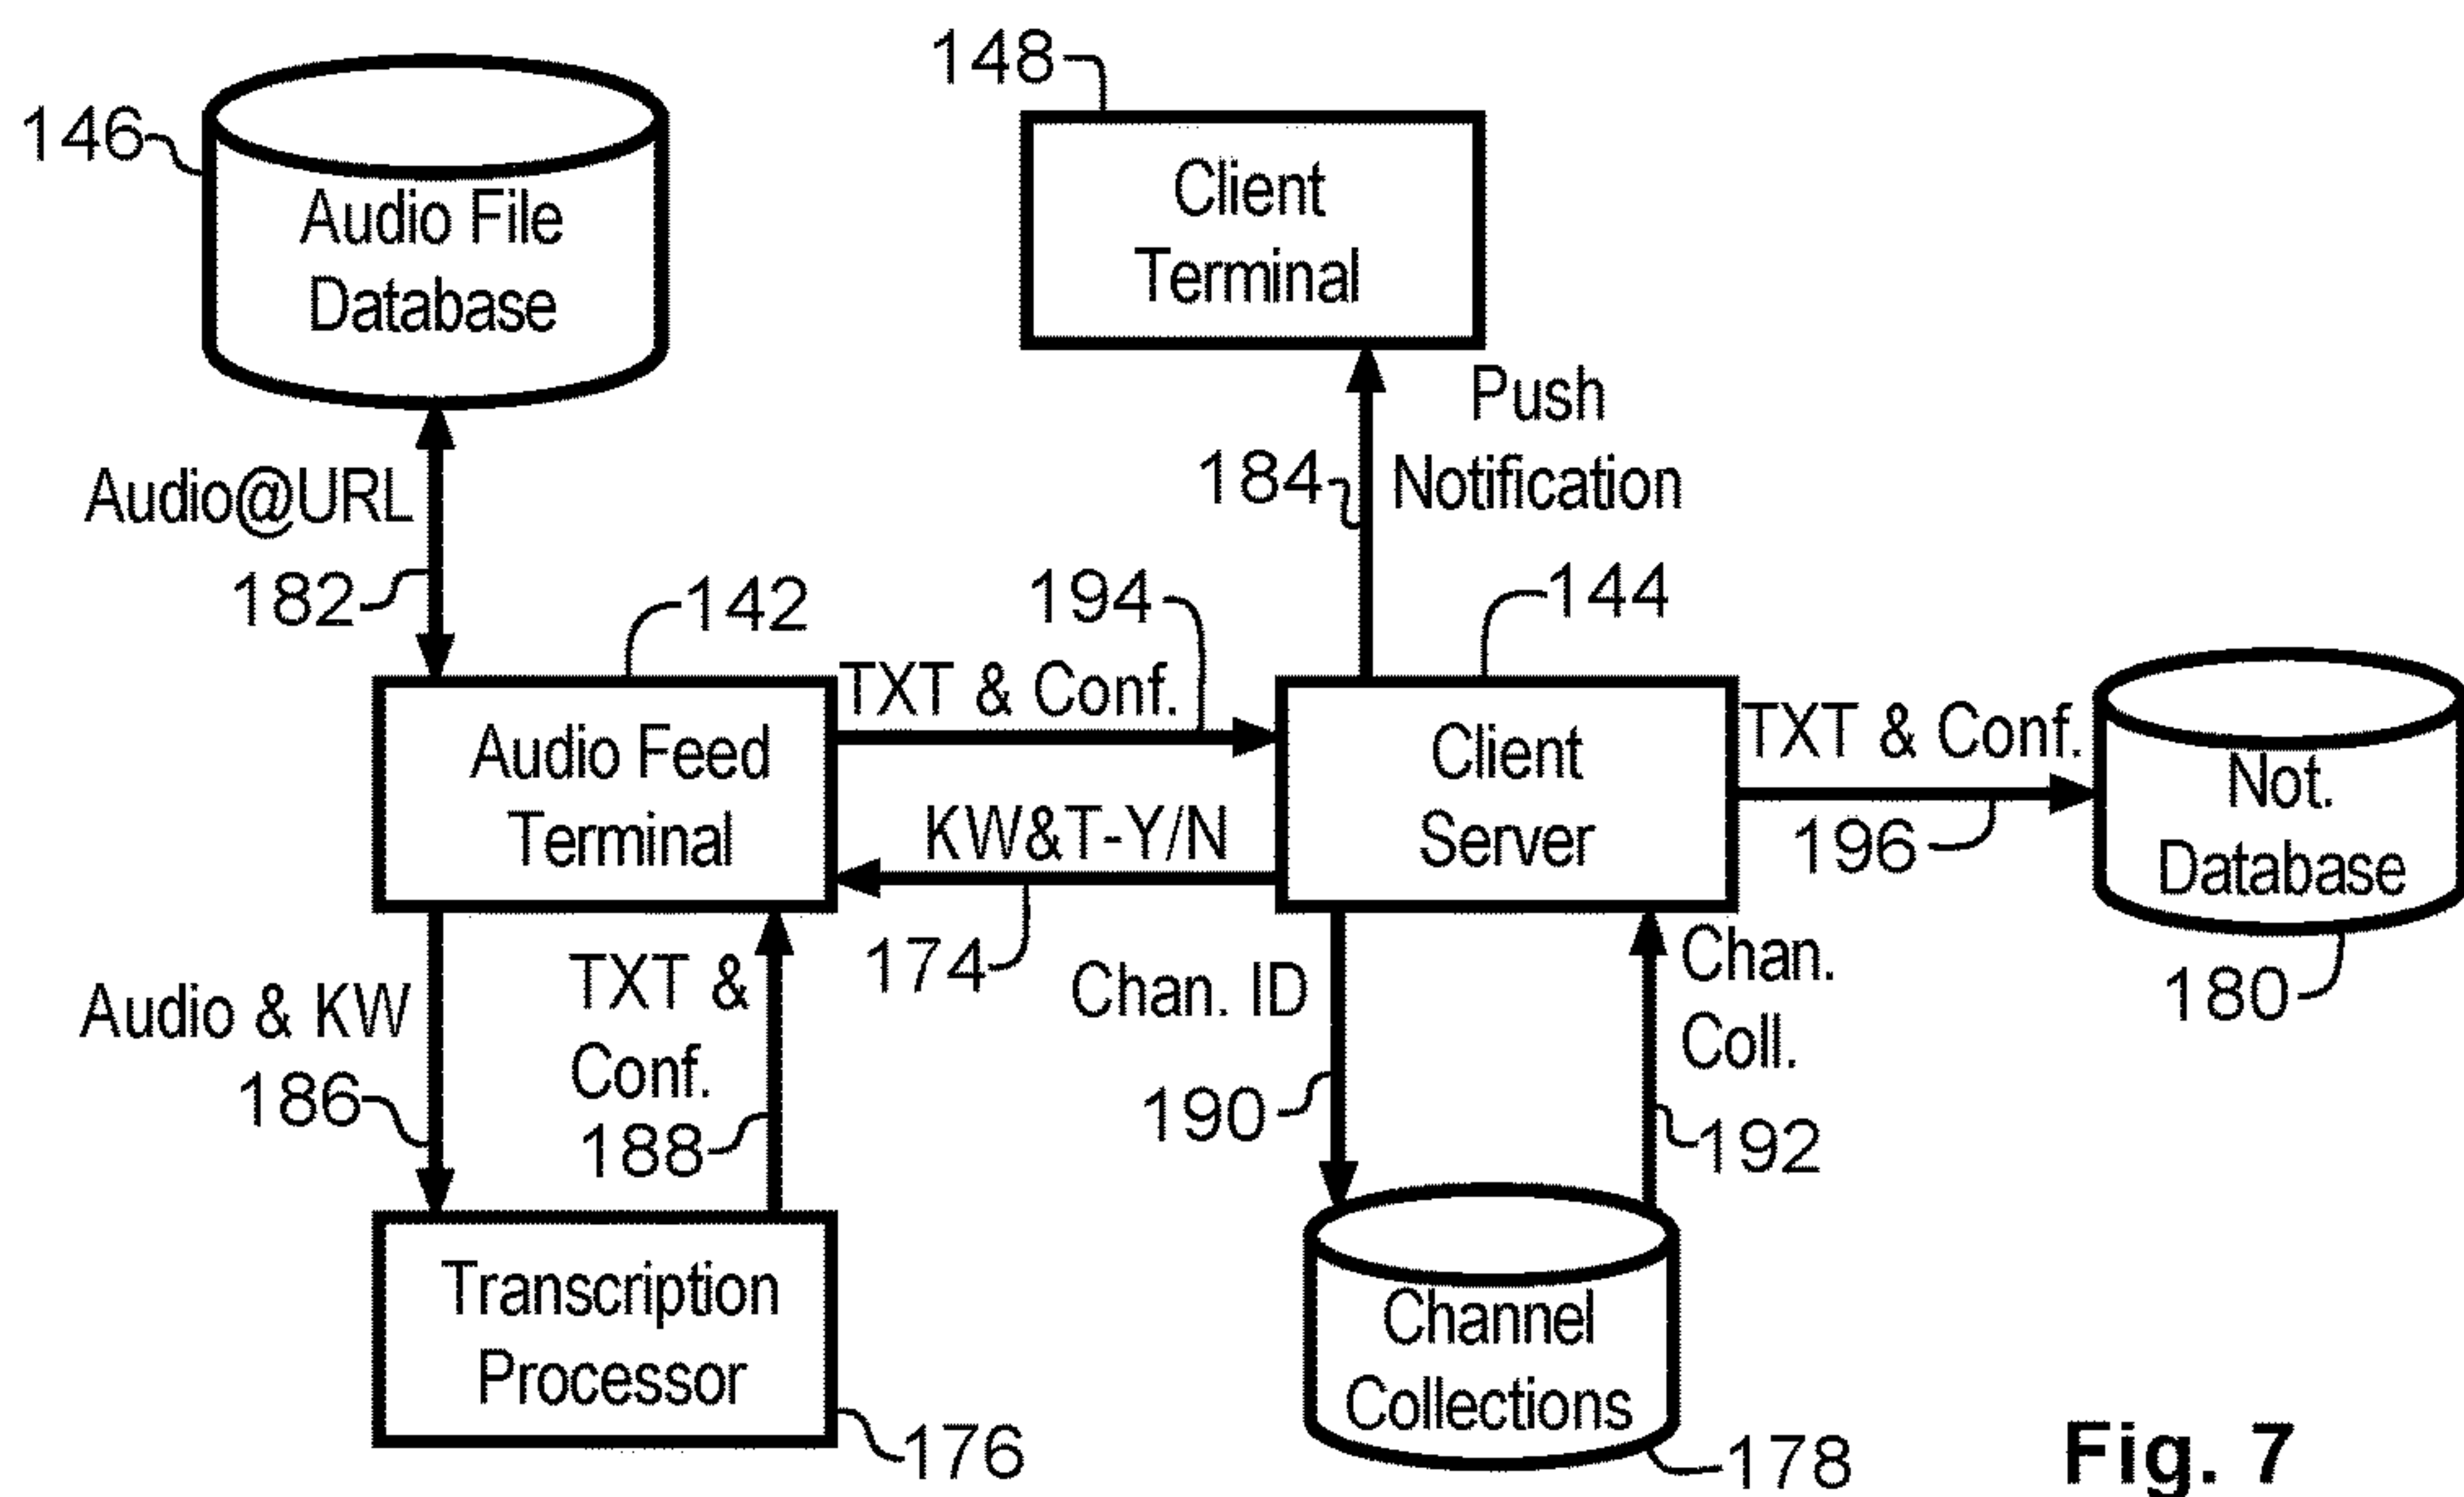 148
146
Audio File
Database
Client
Terminal
Push
Notification
184
Audio@URL
182
142
194
144
TXT & Conf.
Audio Feed
Terminal
Client
Server
TXT & Conf.
196
Not.
Database
180
KW&T-Y/N
174
Audio & KW
186
TXT &
Conf.
188
Chan. ID
190
Chan.
Coll.
192
Transcription
Processor
176
Channel
Collections
178
Fig. 7